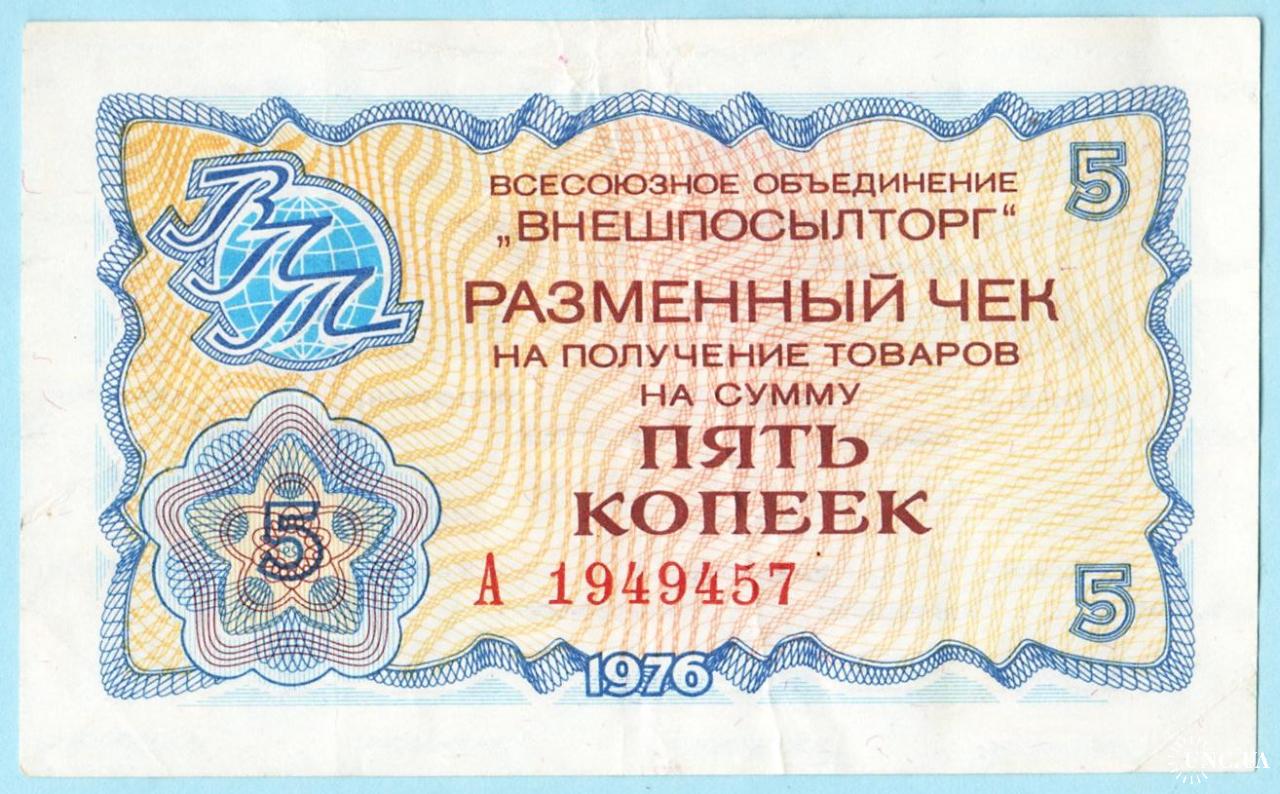 ВПТ
5
ВСЕСОЮЗНОЕ ОБЪЕДИНЕНИЕ
„ВНЕШПОСЫЛТОРГ“
РАЗМЕННЫЙ ЧЕК
НА ПОЛУЧЕНИЕ ТОВАРОВ
НА СУММУ
ПЯТЬ
КОПЕЕК
5
А 1949457
5
1976
UNC.UA